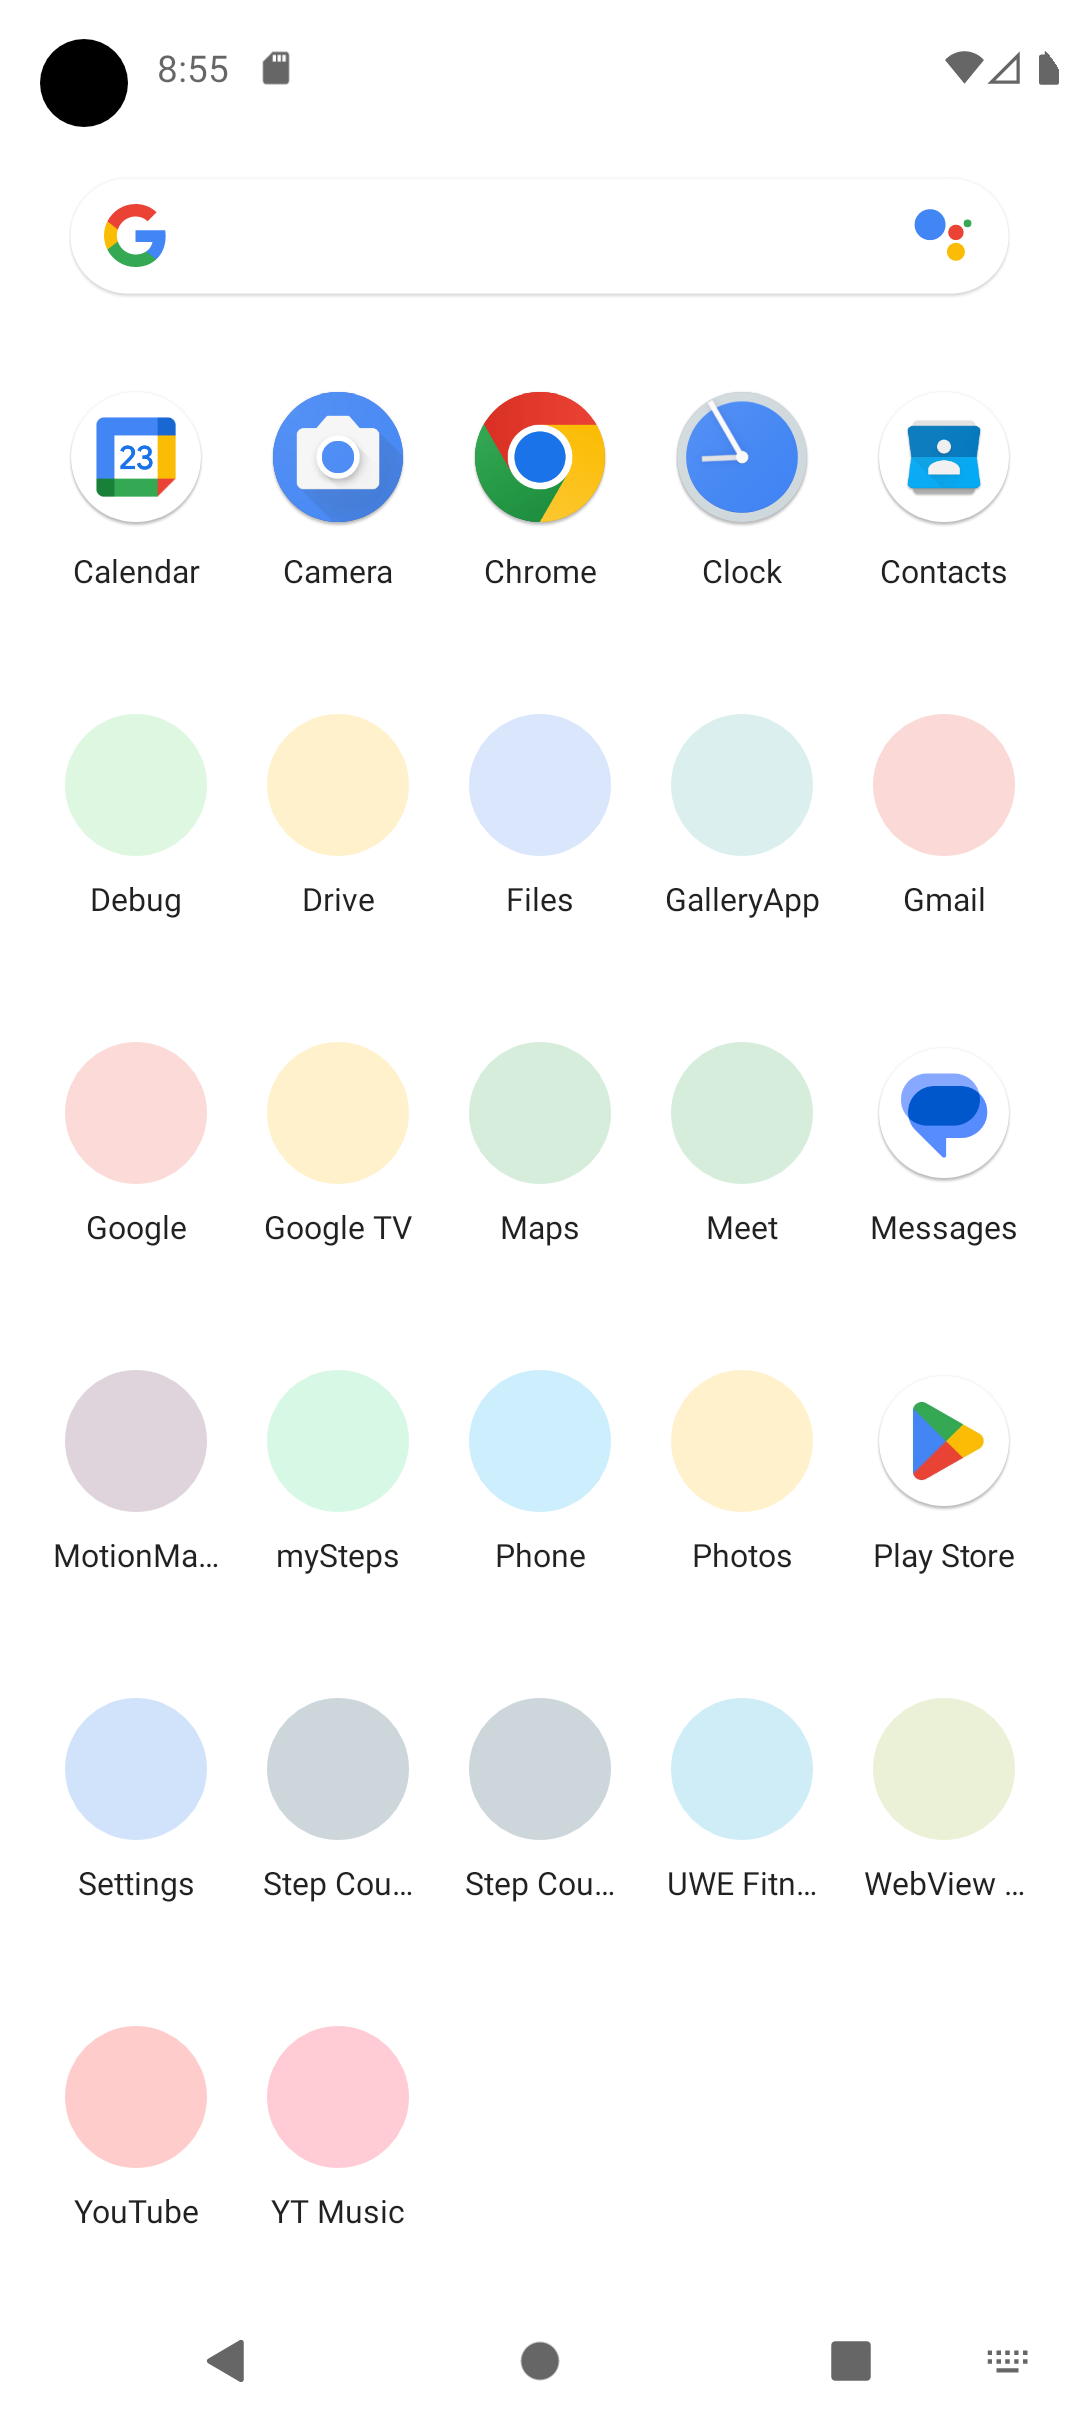 8:55
Calendar Camera Chrome Clock Contacts
Debug Drive Files GalleryApp Gmail
Google Google TV Maps Meet Messages
MotionMa... mySteps Phone Photos Play Store
Settings Step Cou... Step Cou... UWE Fitn... WebView ...
YouTube YT Music